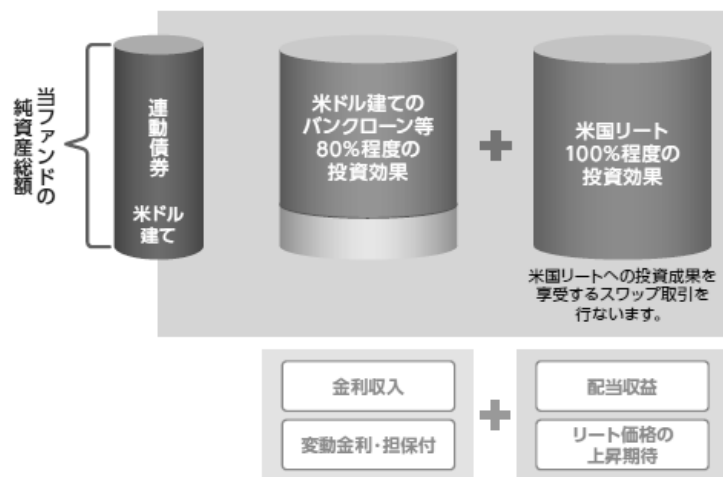 当ファンドの
純資産総額
連動債券
米ドル
建て
米ドル建ての
バンクローン等
80%程度の
投資効果
+
米国リート
100%程度の
投資効果
米国リートへの投資成果を
享受するスワップ取引を
行ないます。
金利収入
変動金利・担保付
+
配当収益
リート価格の
上昇期待